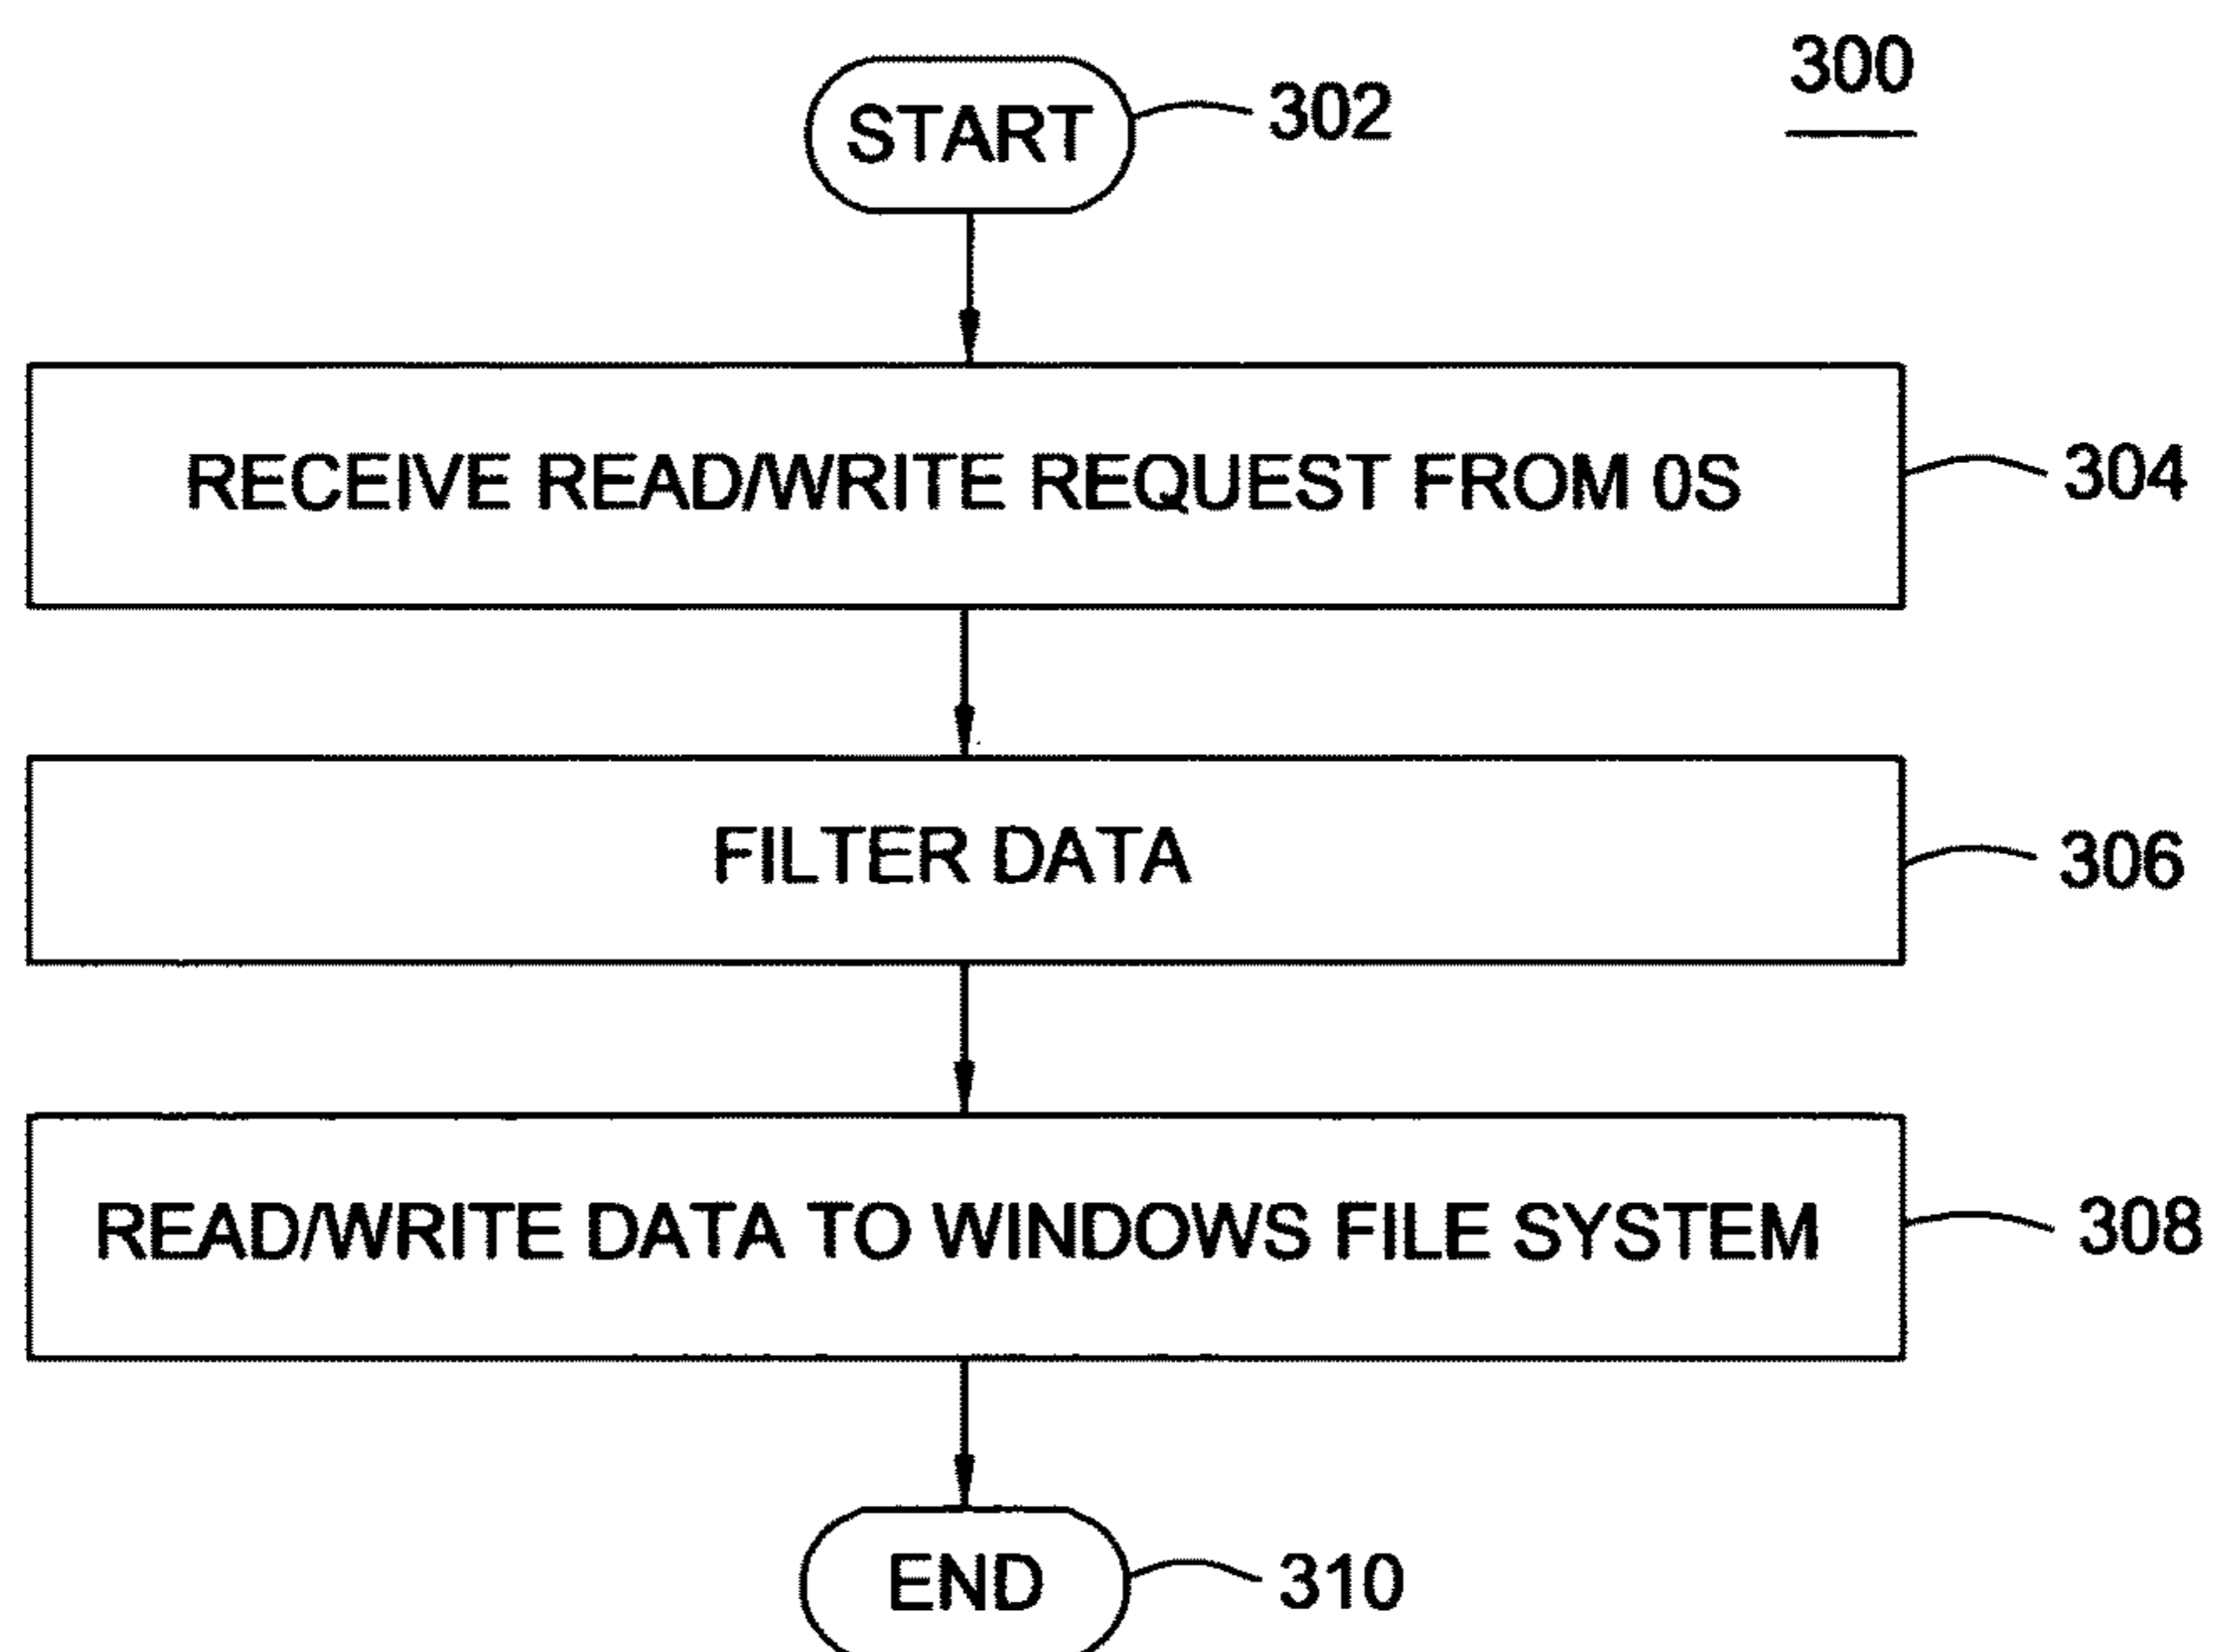 300
START
302
RECEIVE READ/WRITE REQUEST FROM 0S
304
FILTER DATA
306
READ/WRITE DATA TO WINDOWS FILE SYSTEM
308
END
310